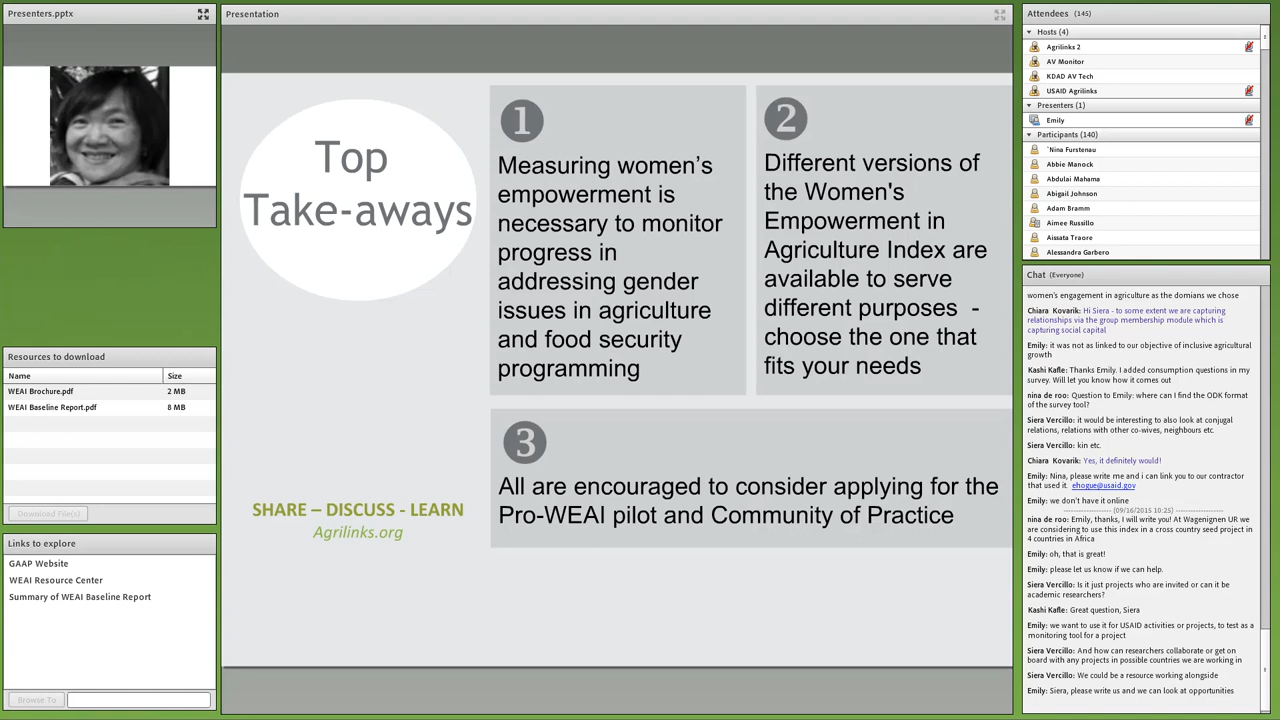 Presenters.pptx
Presentation
Top
Take-aways
1
Measuring women's
empowerment is
necessary to monitor
progress in
addressing gender
issues in agriculture
and food security
programming
2
Different versions of
the Women's
Empowerment in
Agriculture Index are
available to serve
different purposes -
choose the one that
fits your needs
3
All are encouraged to consider applying for the
Pro-WEAI pilot and Community of Practice
SHARE – DISCUSS - LEARN
Agrilinks.org
Resources to download
Name Size
WEAI Brochure.pdf 2 MB
WEAI Baseline Report.pdf 8 MB
Download File(s)
Links to explore
GAAP Website
WEAI Resource Center
Summary of WEAI Baseline Report
Browse To
Attendees (145)
Hosts (4)
Agrilinks 2
AV Monitor
KDAD AV Tech
USAID Agrilinks
Presenters (1)
Emily
Participants (140)
`Nina Furstenau
Abbie Manock
Abdulai Mahama
Abigail Johnson
Adam Bramm
Aimee Russillo
Aissata Traore
Alessandra Garbero
Chat (Everyone)
women's engagement in agriculture as the domians we chose
Chiara Kovarik: Hi Siera - to some extent we are capturing
relationships via the group membership module which is
capturing social capital
Emily: it was not as linked to our objective of inclusive agricultural
growth
Kashi Kafle: Thanks Emily. I added consumption questions in my
survey. Will let you know how it comes out
nina de roo: Question to Emily: where can I find the ODK format
of the survey tool?
Siera Vercillo: it would be interesting to also look at conjugal
relations, relations with other co-wives, neighbours etc.
Siera Vercillo: kin etc.
Chiara Kovarik: Yes, it definitely would!
Emily: Nina, please write me and i can link you to our contractor
that used it. ehogue@usaid.gov
Emily: we don't have it online
------------------- (09/16/2015 10:25) -------------------
nina de roo: Emily, thanks, I will write you! At Wagenignen UR we
are considering to use this index in a cross country seed project in
4 countries in Africa
Emily: oh, that is great!
Emily: please let us know if we can help.
Siera Vercillo: Is it just projects who are invited or can it be
academic researchers?
Kashi Kafle: Great question, Siera
Emily: we want to use it for USAID activities or projects, to test as a
monitoring tool for a project
Siera Vercillo: And how can researchers collaborate or get on
board with any projects in possible countries we are working in
Siera Vercillo: We could be a resource working alongside
Emily: Siera, please write us and we can look at opportunities